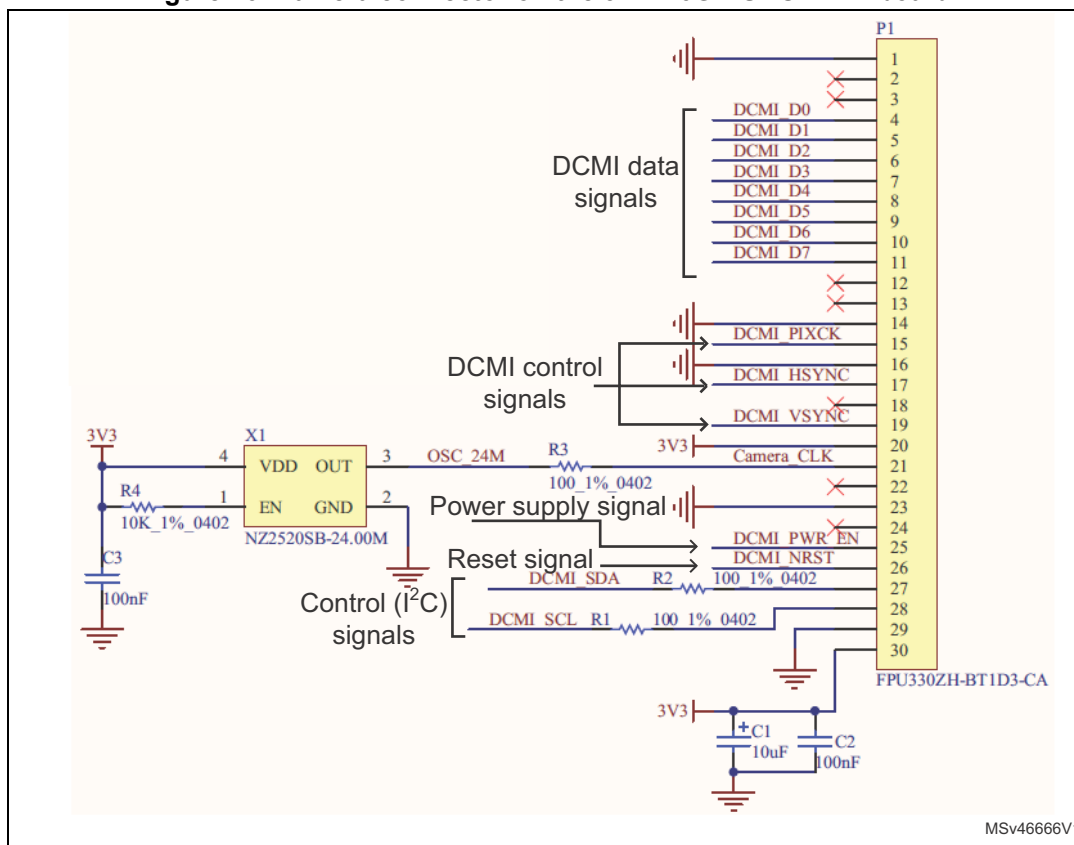 P1
1
2
3
DCMI_D0 4
DCMI_D1 5
DCMI_D2 6
DCMI_D3 7
DCMI_D4 8
DCMI_D5 9
DCMI_D6 10
DCMI_D7 11
DCMI data
signals
12
13
14
DCMI_PIXCK 15
16
DCMI_HSYNC 17
18
DCMI_VSYNC 19
DCMI control
signals
3V3 20
Camera_CLK 21
22
23
24
DCMI_PWR_EN 25
DCMI_NRST 26
27
28
29
30
FPU330ZH-BT1D3-CA
3V3
X1
4 VDD OUT 3
OSC_24M
R3
100_1%_0402
R4
10K_1%_0402
1 EN GND 2
NZ2520SB-24.00M
C3
100nF
Power supply signal
Reset signal
DCMI_SDA R2 100_1%_0402
Control (I²C)
signals
DCMI_SCL R1 100_1%_0402
3V3
+ C1
10uF
C2
100nF